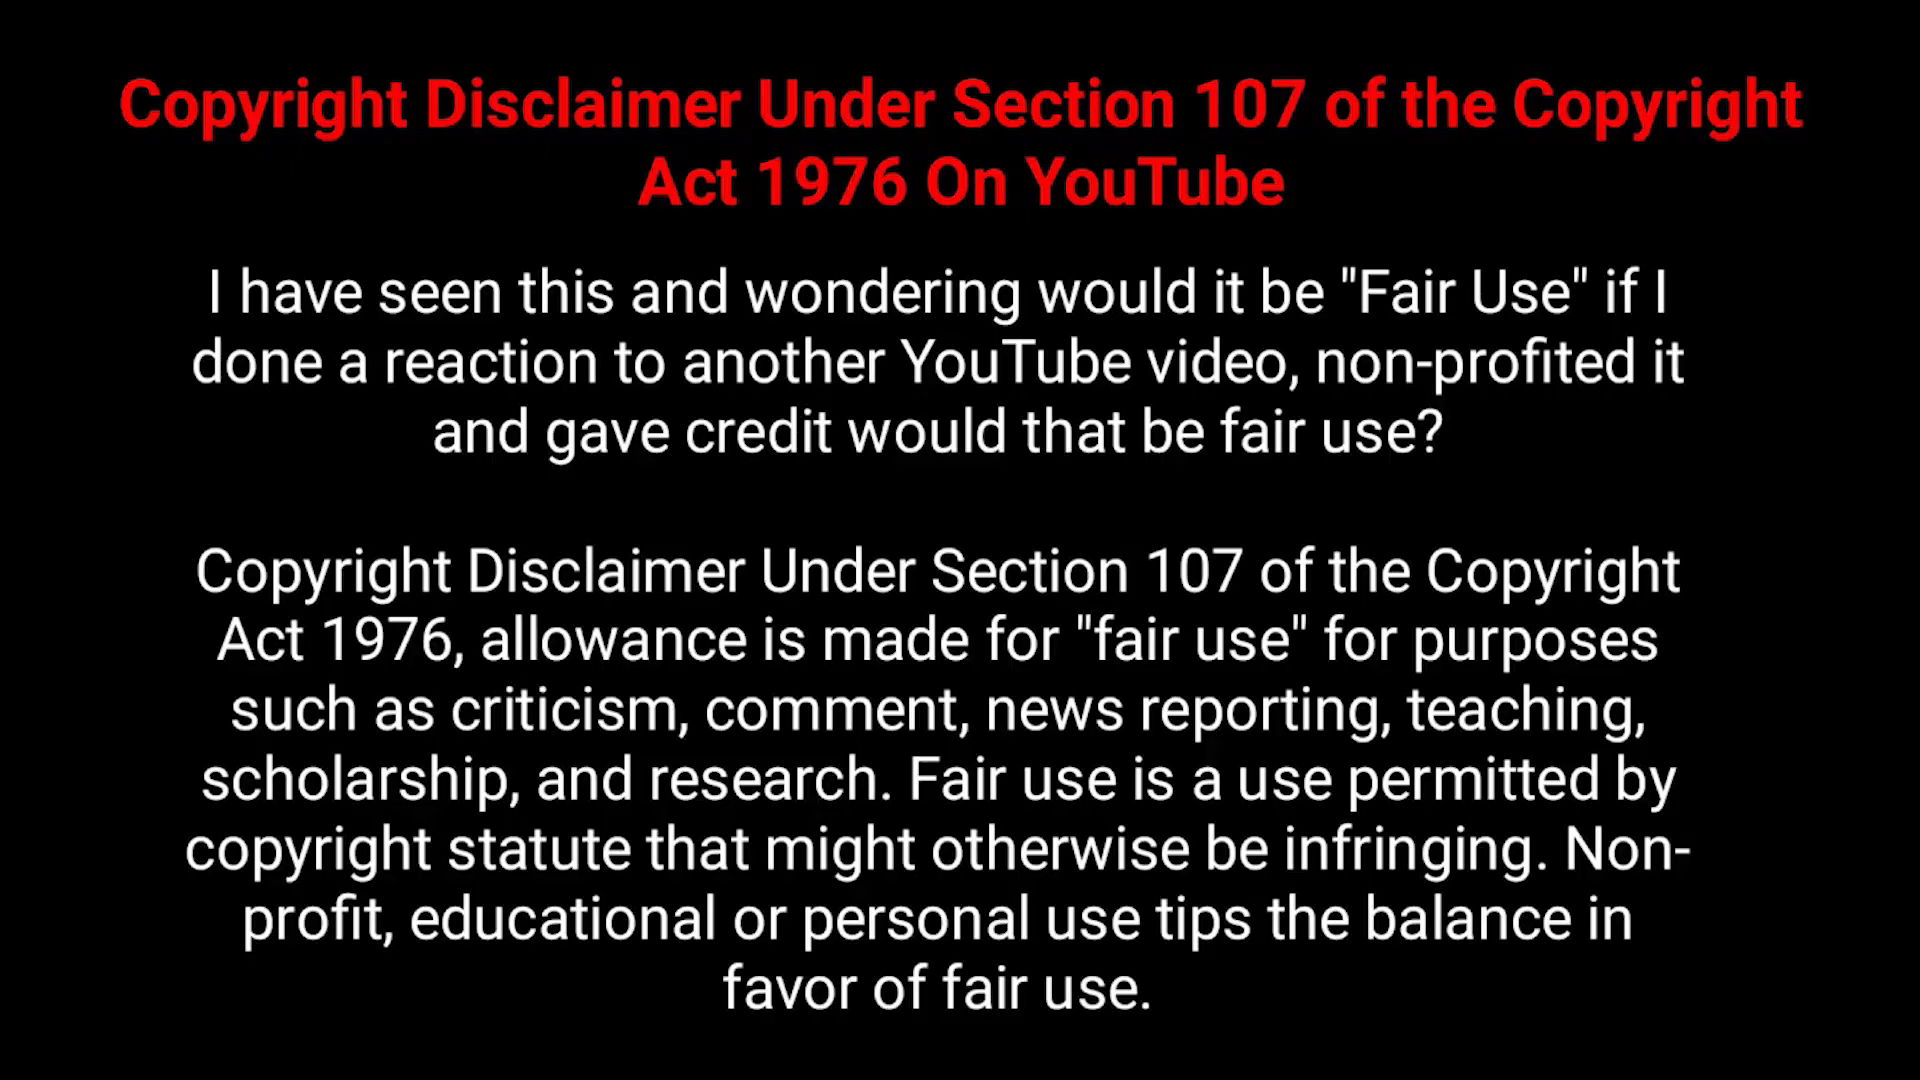 Copyright Disclaimer Under Section 107 of the Copyright
Act 1976 On YouTube
I have seen this and wondering would it be "Fair Use" if I
done a reaction to another YouTube video, non-profited it
and gave credit would that be fair use?
Copyright Disclaimer Under Section 107 of the Copyright
Act 1976, allowance is made for "fair use" for purposes
such as criticism, comment, news reporting, teaching,
scholarship, and research. Fair use is a use permitted by
copyright statute that might otherwise be infringing. Non-
profit, educational or personal use tips the balance in
favor of fair use.